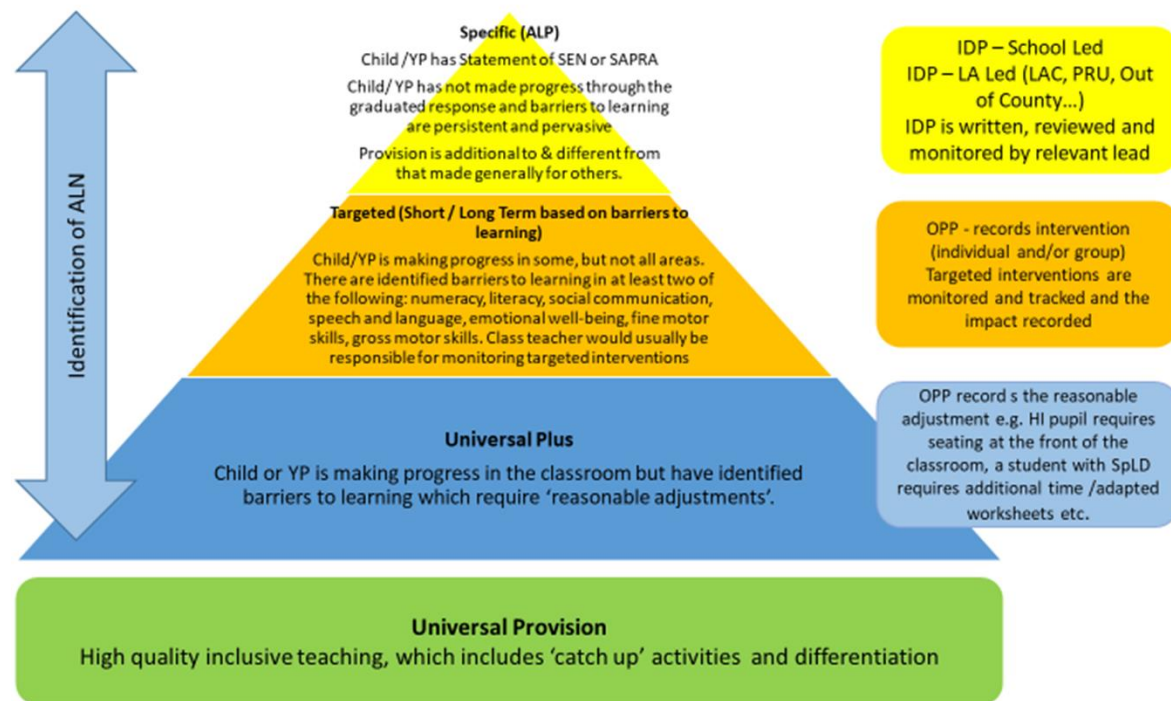 Identification of ALN
Specific (ALP)
Child /YP has Statement of SEN or SAPRA
Child/ YP has not made progress through the
graduated response and barriers to learning
are persistent and pervasive
Provision is additional to & different from
that made generally for others.
IDP – School Led
IDP – LA Led (LAC, PRU, Out
of County...)
IDP is written, reviewed and
monitored by relevant lead
Targeted (Short / Long Term based on barriers to
learning)
Child/YP is making progress in some, but not all areas.
There are identified barriers to learning in at least two
of the following: numeracy, literacy, social communication,
speech and language, emotional well-being, fine motor
skills, gross motor skills. Class teacher would usually be
responsible for monitoring targeted interventions
OPP - records intervention
(individual and/or group)
Targeted interventions are
monitored and tracked and the
impact recorded
Universal Plus
Child or YP is making progress in the classroom but have identified
barriers to learning which require ‘reasonable adjustments’.
OPP record s the reasonable
adjustment e.g. HI pupil requires
seating at the front of the
classroom, a student with SpLD
requires additional time /adapted
worksheets etc.
Universal Provision
High quality inclusive teaching, which includes ‘catch up’ activities and differentiation